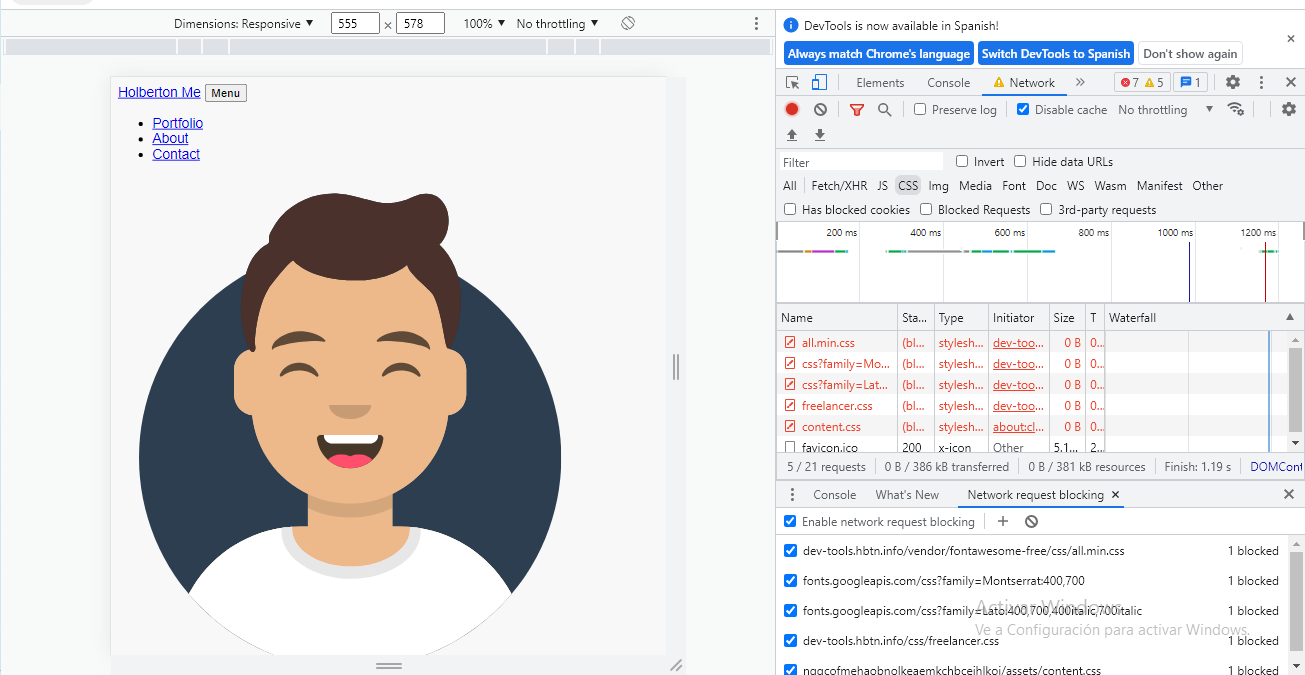 Dimensions: Responsive ▼ 555 × 578 100% ▼ No throttling ▼
Holberton Me Menu
• Portfolio
• About
• Contact
DevTools is now available in Spanish!
Always match Chrome's language Switch DevTools to Spanish Don't show again
Elements Console Network » 7 5 1
Preserve log Disable cache No throttling ▼
Filter Invert Hide data URLs
All Fetch/XHR JS CSS Img Media Font Doc WS Wasm Manifest Other
Has blocked cookies Blocked Requests 3rd-party requests
200 ms 400 ms 600 ms 800 ms 1000 ms 1200 ms
Name Sta... Type Initiator Size T Waterfall
all.min.css (bl... stylesh... dev-too... 0 B 0...
css?family=Mo... (bl... stylesh... dev-too... 0 B 0...
css?family=Lat... (bl... stylesh... dev-too... 0 B 0...
freelancer.css (bl... stylesh... dev-too... 0 B 0...
content.css (bl... stylesh... about:cl... 0 B 0...
favicon.ico 200 x-icon Other 5.1... 2...
5 / 21 requests 0 B / 386 kB transferred 0 B / 381 kB resources Finish: 1.19 s DOMCont
Console What's New Network request blocking ×
Enable network request blocking
dev-tools.hbtn.info/vendor/fontawesome-free/css/all.min.css 1 blocked
fonts.googleapis.com/css?family=Montserrat:400,700 1 blocked
fonts.googleapis.com/css?family=Lato:400,700,400italic,700italic 1 blocked
Activar Windows
Ve a Configuración para activar Windows.
dev-tools.hbtn.info/css/freelancer.css 1 blocked
/assets/content.css 1 blocked